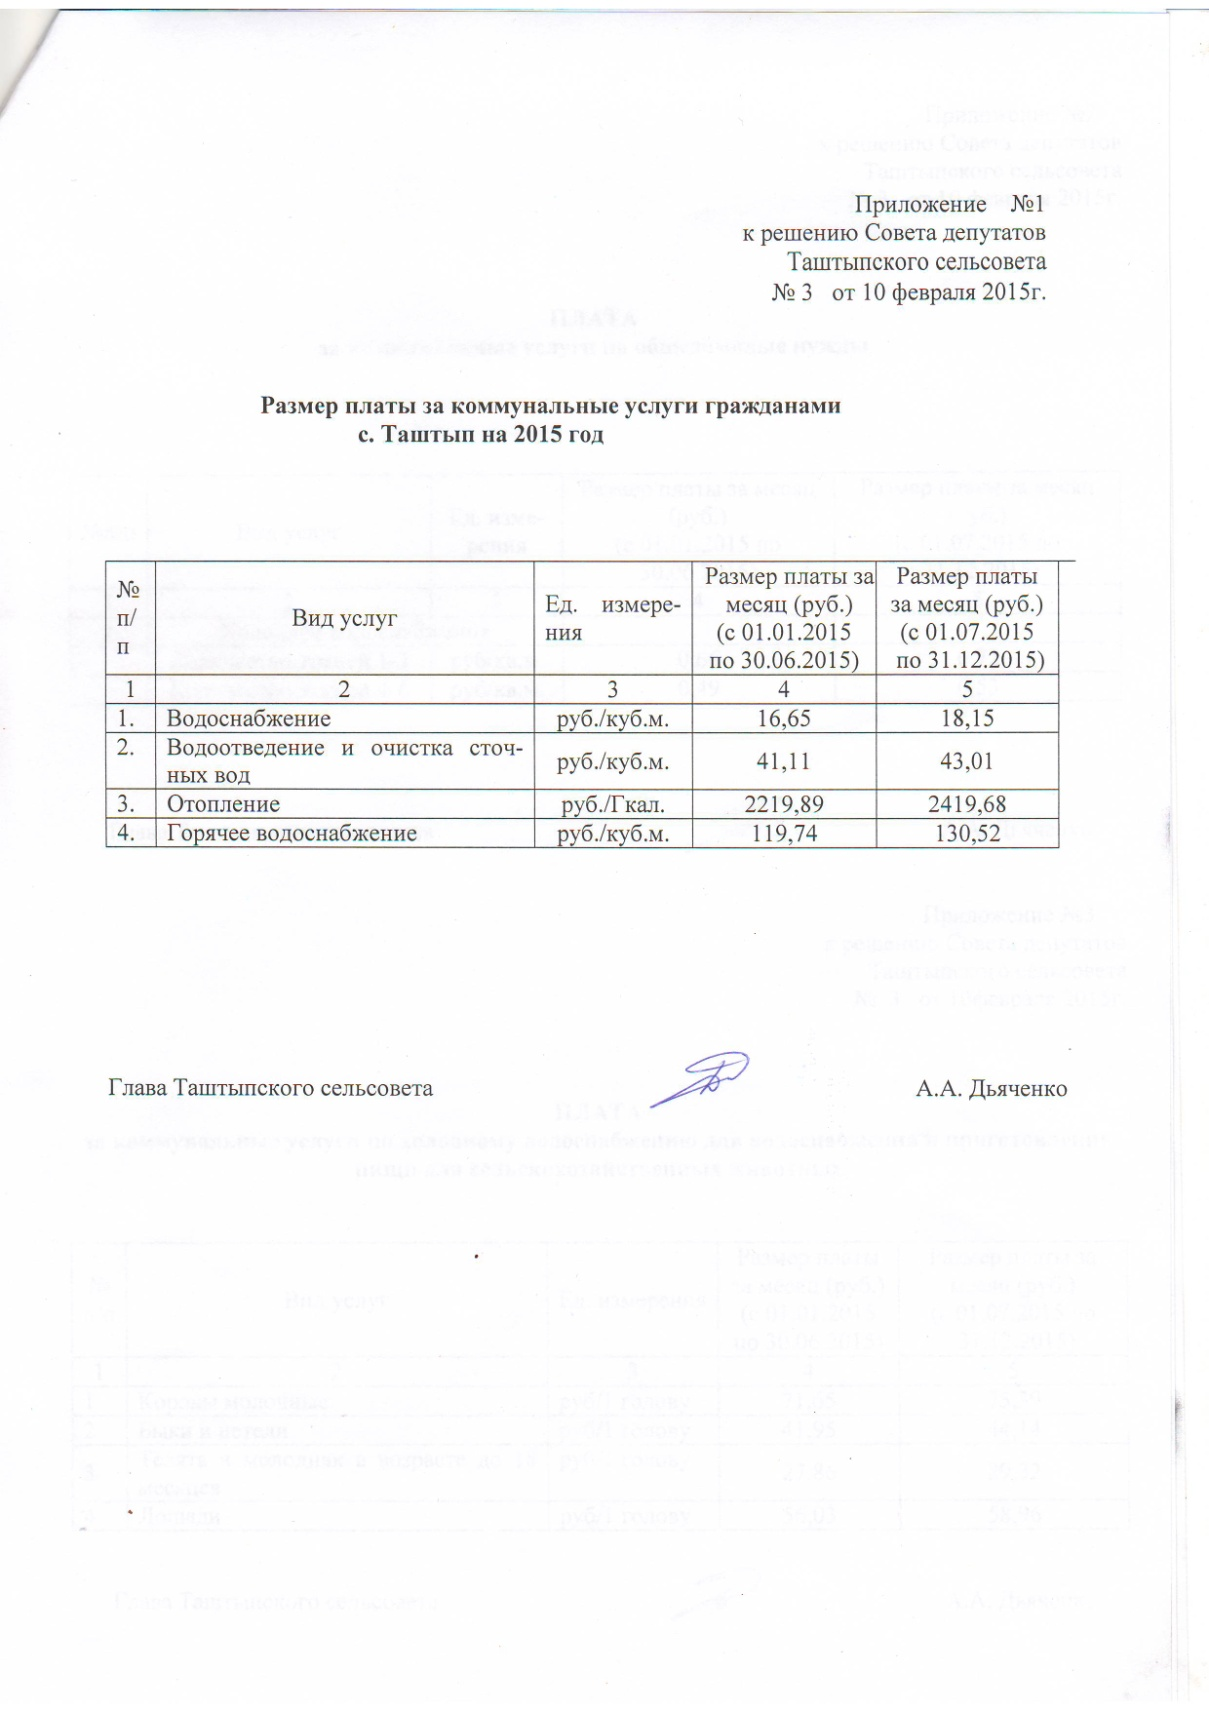 Приложение №1
к решению Совета депутатов
Таштыпского сельсовета
№ 3 от 10 февраля 2015г.
Размер платы за коммунальные услуги гражданами
с. Таштып на 2015 год
№ п/п Вид услуг Ед. измере-ния Размер платы за месяц (руб.) (с 01.01.2015 по 30.06.2015) Размер платы за месяц (руб.) (с 01.07.2015 по 31.12.2015)
1 2 3 4 5
1. Водоснабжение руб./куб.м. 16,65 18,15
2. Водоотведение и очистка сточ-ных вод руб./куб.м. 41,11 43,01
3. Отопление руб./Гкал. 2219,89 2419,68
4. Горячее водоснабжение руб./куб.м. 119,74 130,52
Глава Таштыпского сельсовета А.А. Дьяченко